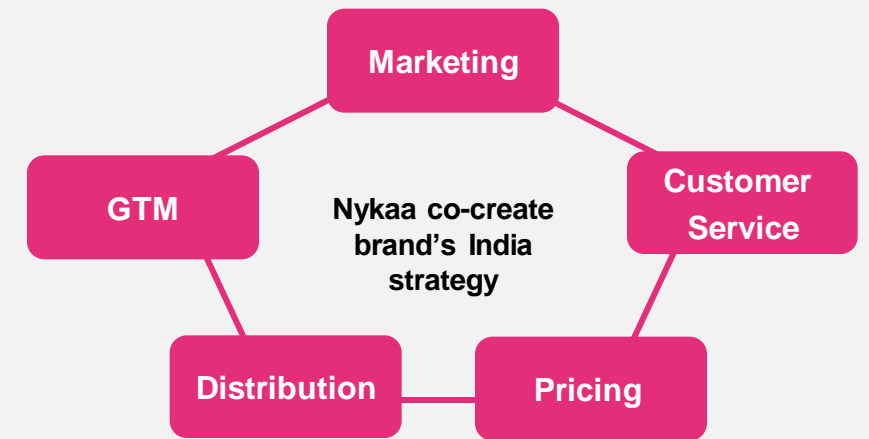 Marketing
GTM
Customer
Service
Nykaa co-create
brand's India
strategy
Distribution
Pricing